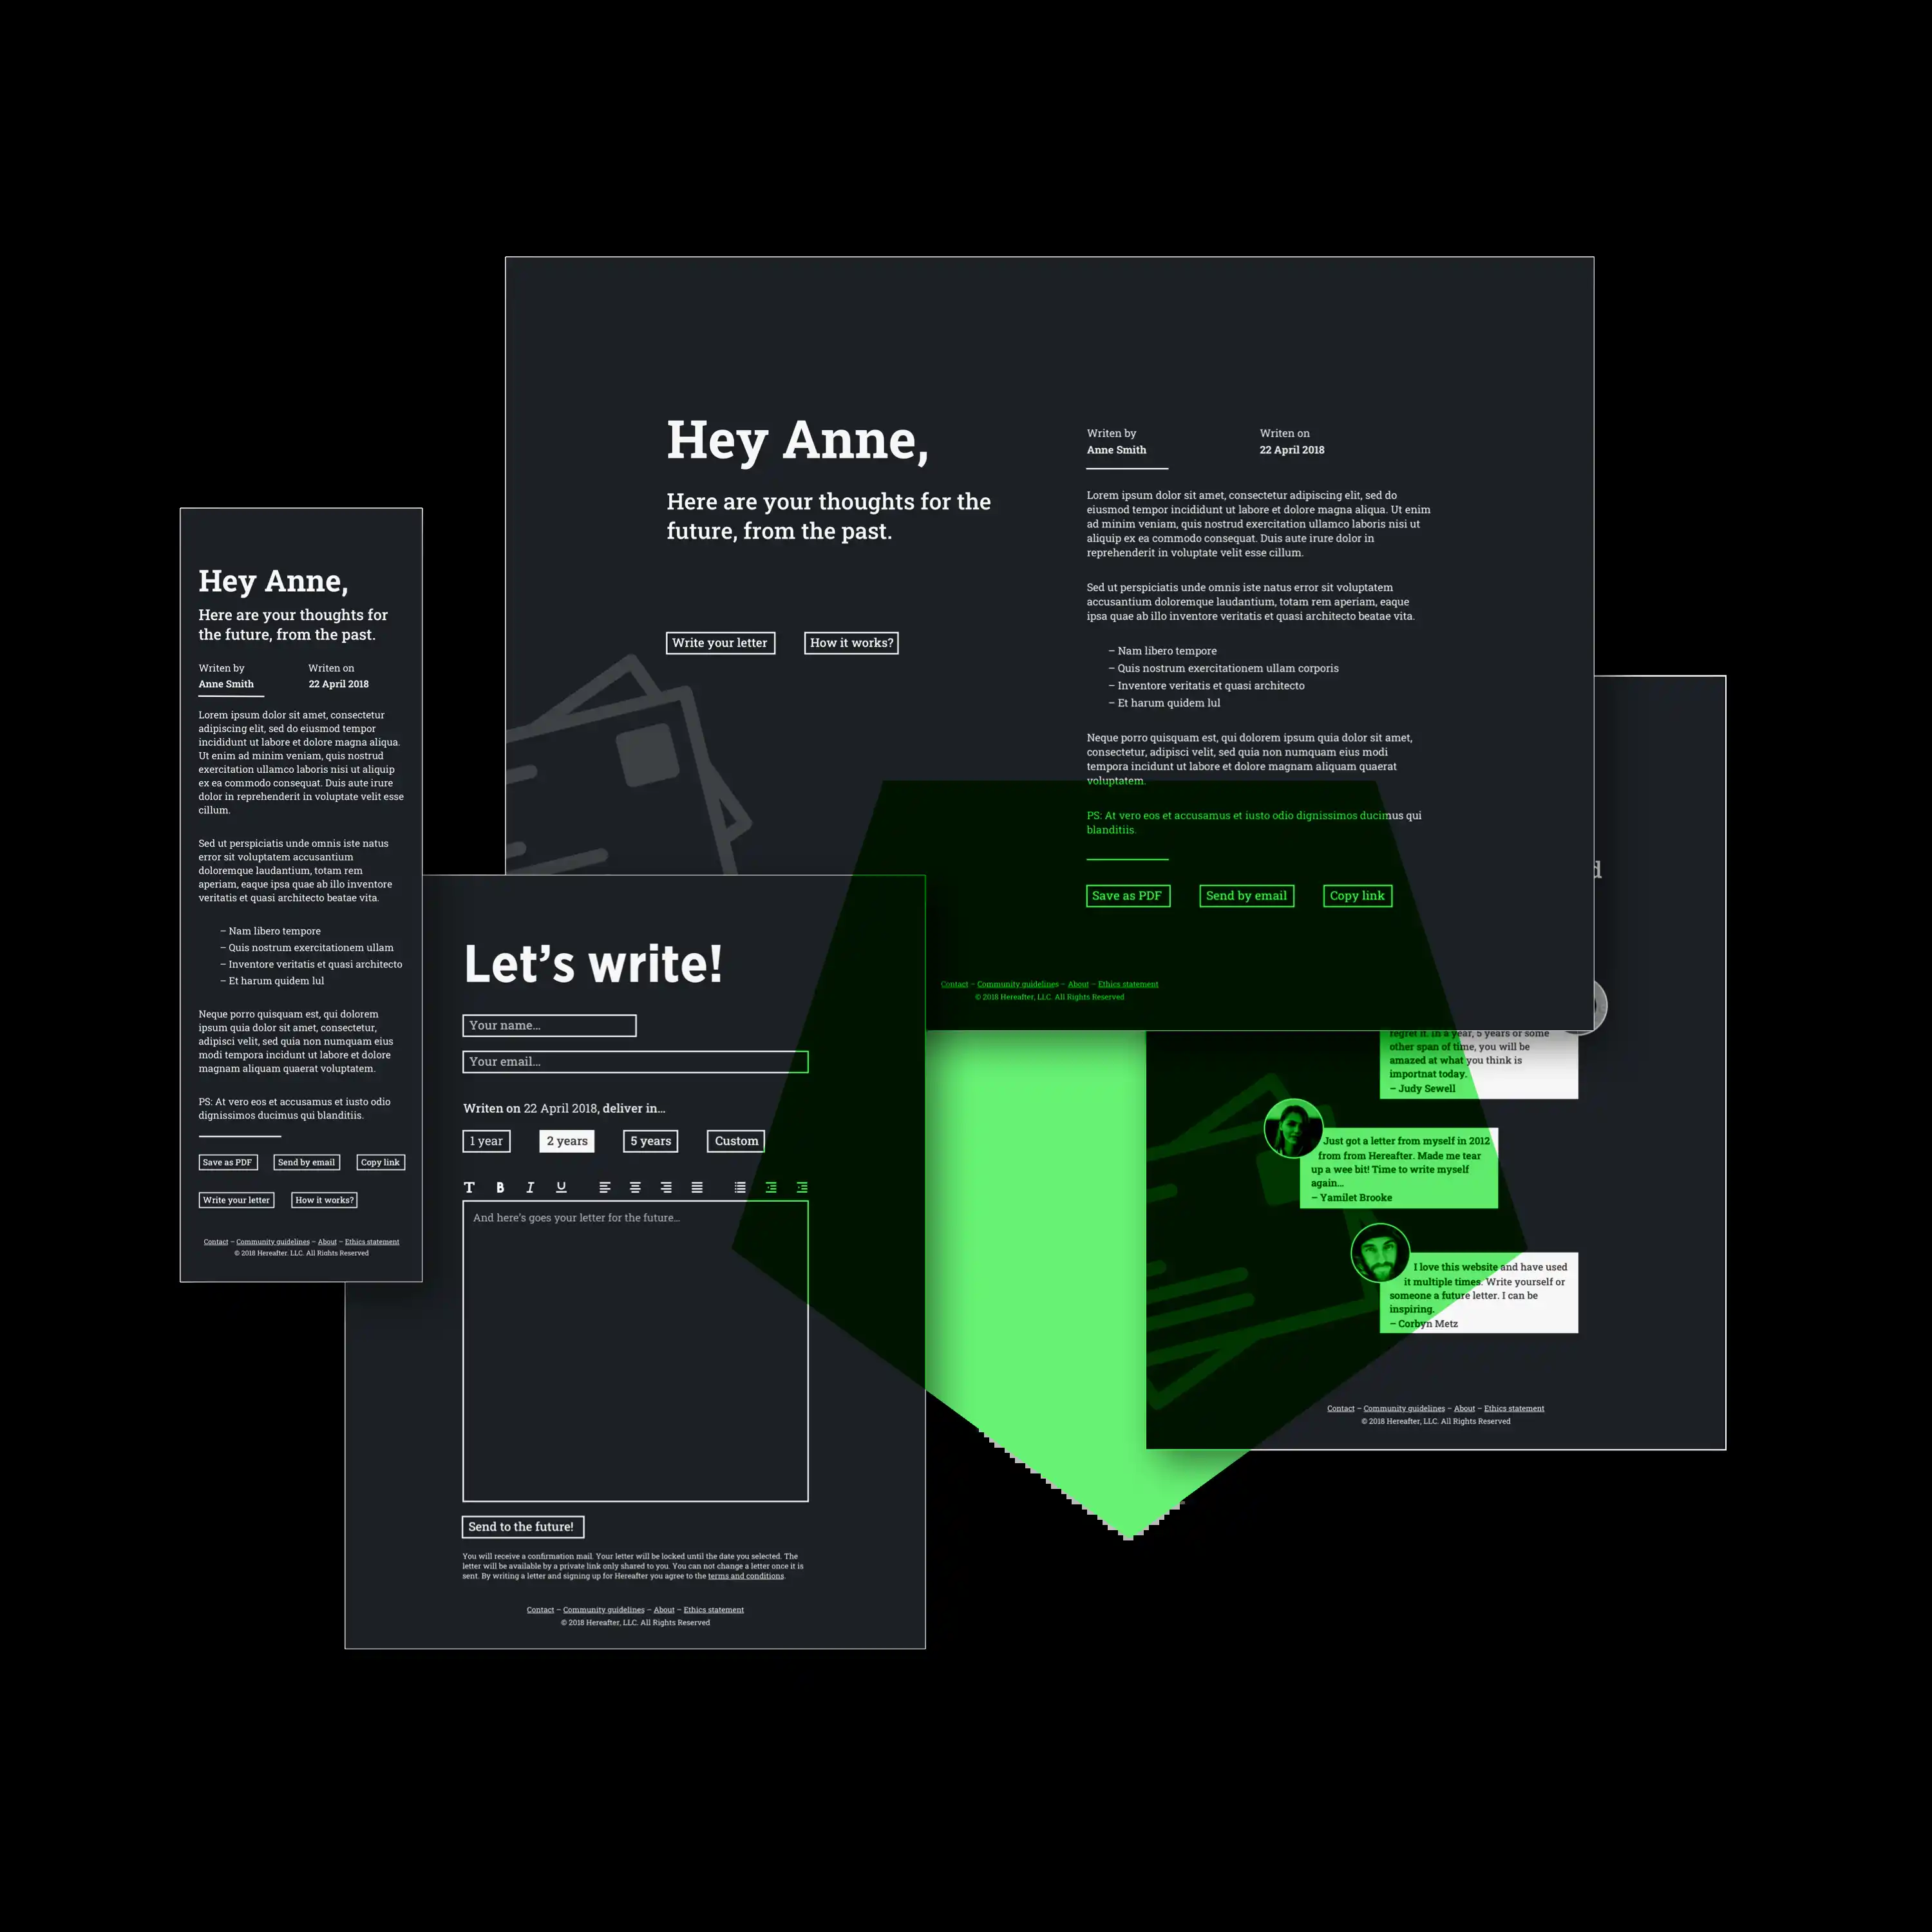 Hey Anne,
Here are your thoughts for the
future, from the past.
Write your letter
How it works?
Writen by
Anne Smith
Writen on
22 April 2018
Lorem ipsum dolor sit amet, consectetur adipiscing elit, sed do
eiusmod tempor incididunt ut labore et dolore magna aliqua. Ut enim
ad minim veniam, quis nostrud exercitation ullamco laboris nisi ut
aliquip ex ea commodo consequat. Duis aute irure dolor in
reprehenderit in voluptate velit esse cillum.
Sed ut perspiciatis unde omnis iste natus error sit voluptatem
accusantium doloremque laudantium, totam rem aperiam, eaque
ipsa quae ab illo inventore veritatis et quasi architecto beatae vita.
– Nam libero tempore
– Quis nostrum exercitationem ullam corporis
– Inventore veritatis et quasi architecto
– Et harum quidem lul
Neque porro quisquam est, qui dolorem ipsum quia dolor sit amet,
consectetur, adipisci velit, sed quia non numquam eius modi
tempora incidunt ut labore et dolore magnam aliquam quaerat
voluptatem.
PS: At vero eos et accusamus et iusto odio dignissimos ducimus qui
blanditiis.
Save as PDF
Send by email
Copy link
Contact – Community guidelines – About – Ethics statement
© 2018 Hereafter, LLC. All Rights Reserved
Hey Anne,
Here are your thoughts for
the future, from the past.
Writen by
Anne Smith
Writen on
22 April 2018
Lorem ipsum dolor sit amet, consectetur
adipiscing elit, sed do eiusmod tempor
incididunt ut labore et dolore magna aliqua.
Ut enim ad minim veniam, quis nostrud
exercitation ullamco laboris nisi ut aliquip
ex ea commodo consequat. Duis aute irure
dolor in reprehenderit in voluptate velit esse
cillum.
Sed ut perspiciatis unde omnis iste natus
error sit voluptatem accusantium
doloremque laudantium, totam rem
aperiam, eaque ipsa quae ab illo inventore
veritatis et quasi architecto beatae vita.
– Nam libero tempore
– Quis nostrum exercitationem ullam
– Inventore veritatis et quasi architecto
– Et harum quidem lul
Neque porro quisquam est, qui dolorem
ipsum quia dolor sit amet, consectetur,
adipisci velit, sed quia non numquam eius
modi tempora incidunt ut labore et dolore
magnam aliquam quaerat voluptatem.
PS: At vero eos et accusamus et iusto odio
dignissimos ducimus qui blanditiis.
Save as PDF
Send by email
Copy link
Write your letter
How it works?
Contact – Community guidelines – About – Ethics statement
© 2018 Hereafter. LLC. All Rights Reserved
Let's write!
Your name...
Your email...
Writen on 22 April 2018, deliver in...
1 year
2 years
5 years
Custom
T B I U
And here's goes your letter for the future...
Send to the future!
You will receive a confirmation mail. Your letter will be locked until the date you selected. The
letter will be available by a private link only shared to you. You can not change a letter once it is
sent. By writing a letter and signing up for Hereafter you agree to the terms and conditions.
Contact – Community guidelines – About – Ethics statement
© 2018 Hereafter, LLC. All Rights Reserved
d
regret it. In a year, 5 years or some
other span of time, you will be
amazed at what you think is
importnat today.
– Judy Sewell
Just got a letter from myself in 2012
from from Hereafter. Made me tear
up a wee bit! Time to write myself
again...
– Yamilet Brooke
I love this website and have used
it multiple times. Write yourself or
someone a future letter. I can be
inspiring.
– Corbyn Metz
Contact – Community guidelines – About – Ethics statement
© 2018 Hereafter, LLC. All Rights Reserved